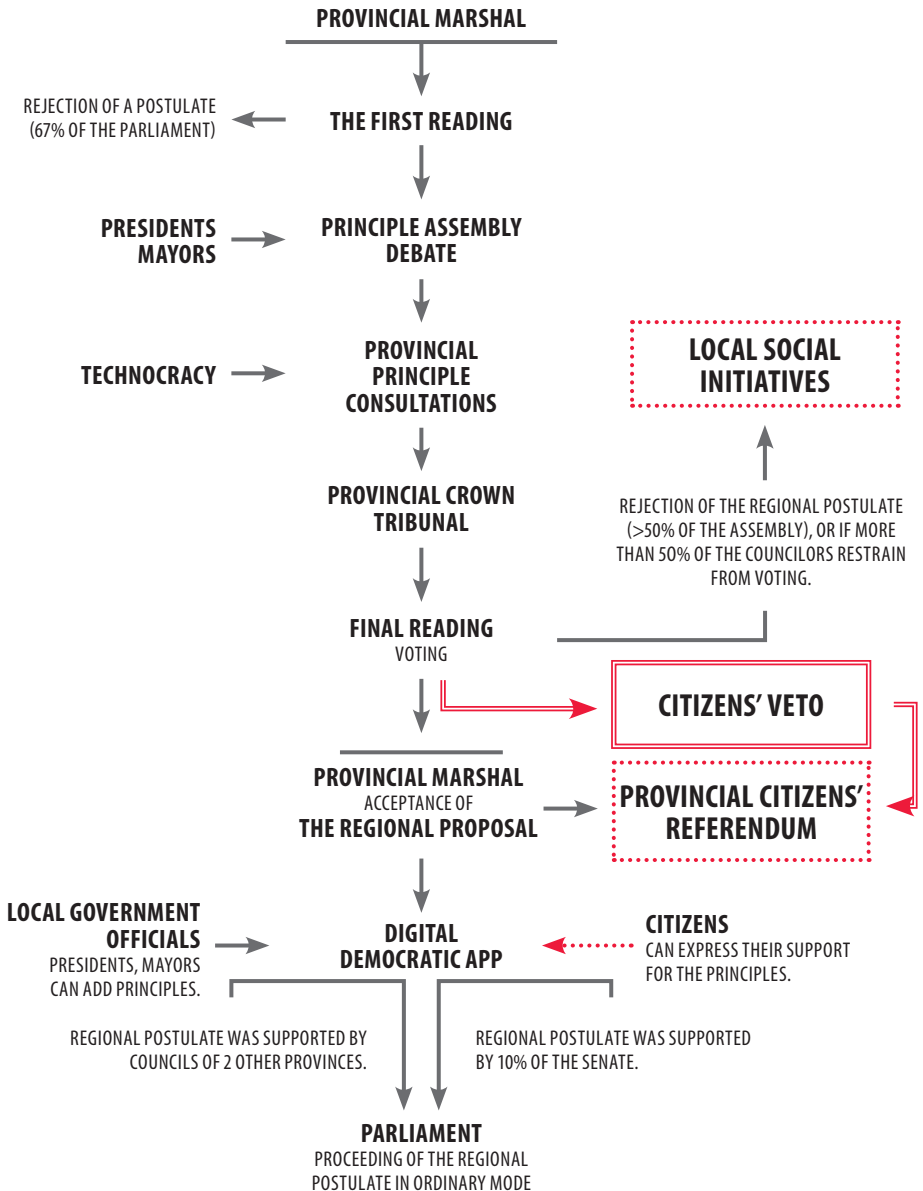 PROVINCIAL MARSHAL
REJECTION OF A POSTULATE
(67% OF THE PARLIAMENT)
THE FIRST READING
PRESIDENTS
MAYORS
PRINCIPLE ASSEMBLY
DEBATE
TECHNOCRACY
PROVINCIAL
PRINCIPLE
CONSULTATIONS
LOCAL SOCIAL
INITIATIVES
PROVINCIAL CROWN
TRIBUNAL
REJECTION OF THE REGIONAL POSTULATE
(>50% OF THE ASSEMBLY), OR IF MORE
THAN 50% OF THE COUNCILORS RESTRAIN
FROM VOTING.
FINAL READING
VOTING
CITIZENS' VETO
PROVINCIAL MARSHAL
ACCEPTANCE OF
THE REGIONAL PROPOSAL
PROVINCIAL CITIZENS'
REFERENDUM
LOCAL GOVERNMENT
OFFICIALS
PRESIDENTS, MAYORS
CAN ADD PRINCIPLES.
DIGITAL
DEMOCRATIC APP
CITIZENS
CAN EXPRESS THEIR SUPPORT
FOR THE PRINCIPLES.
REGIONAL POSTULATE WAS SUPPORTED BY
COUNCILS OF 2 OTHER PROVINCES.
REGIONAL POSTULATE WAS SUPPORTED
BY 10% OF THE SENATE.
PARLIAMENT
PROCEEDING OF THE REGIONAL
POSTULATE IN ORDINARY MODE